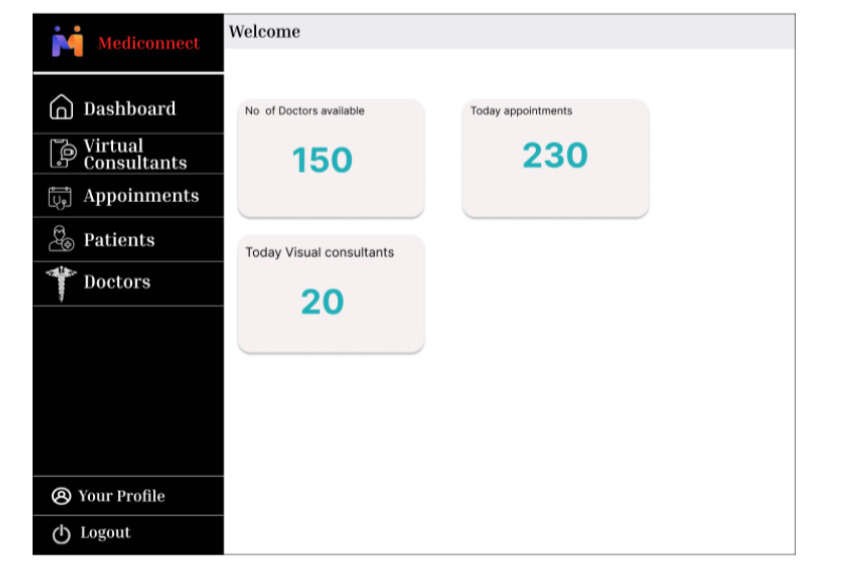 Mediconnect
Dashboard
Virtual
Consultants
Appoinments
Patients
Doctors
Your Profile
Logout
Welcome
No of Doctors available
150
Today appointments
230
Today Visual consultants
20